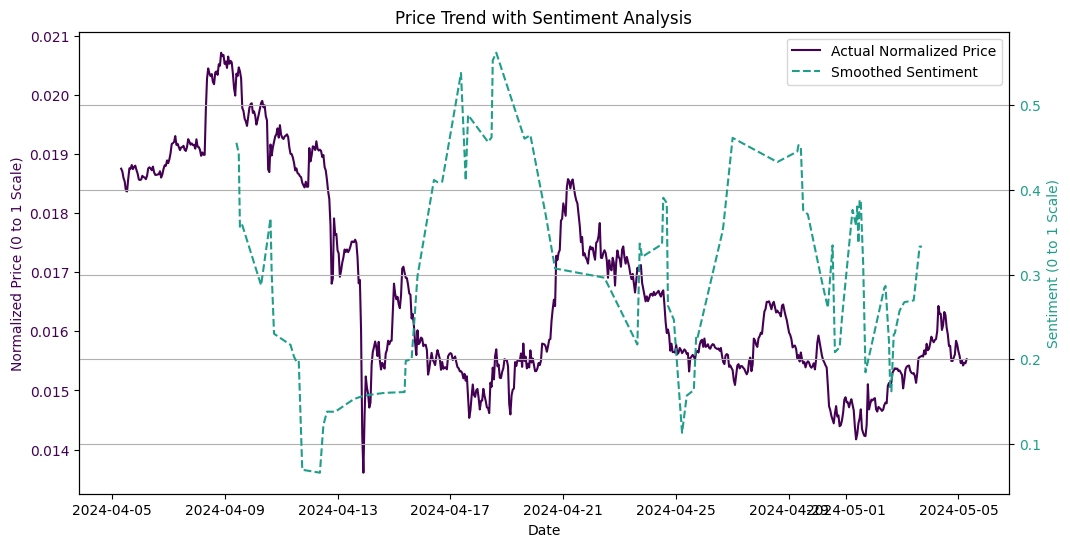 Price Trend with Sentiment Analysis
Actual Normalized Price
Smoothed Sentiment
Normalized Price (0 to 1 Scale)
0.021
0.020
0.019
0.018
0.017
0.016
0.015
0.014
0.5
0.4
0.3
0.2
0.1
Sentiment (0 to 1 Scale)
2024-04-05 2024-04-09 2024-04-13 2024-04-17 2024-04-21 2024-04-25 2024-04-29 2024-05-01 2024-05-05
Date